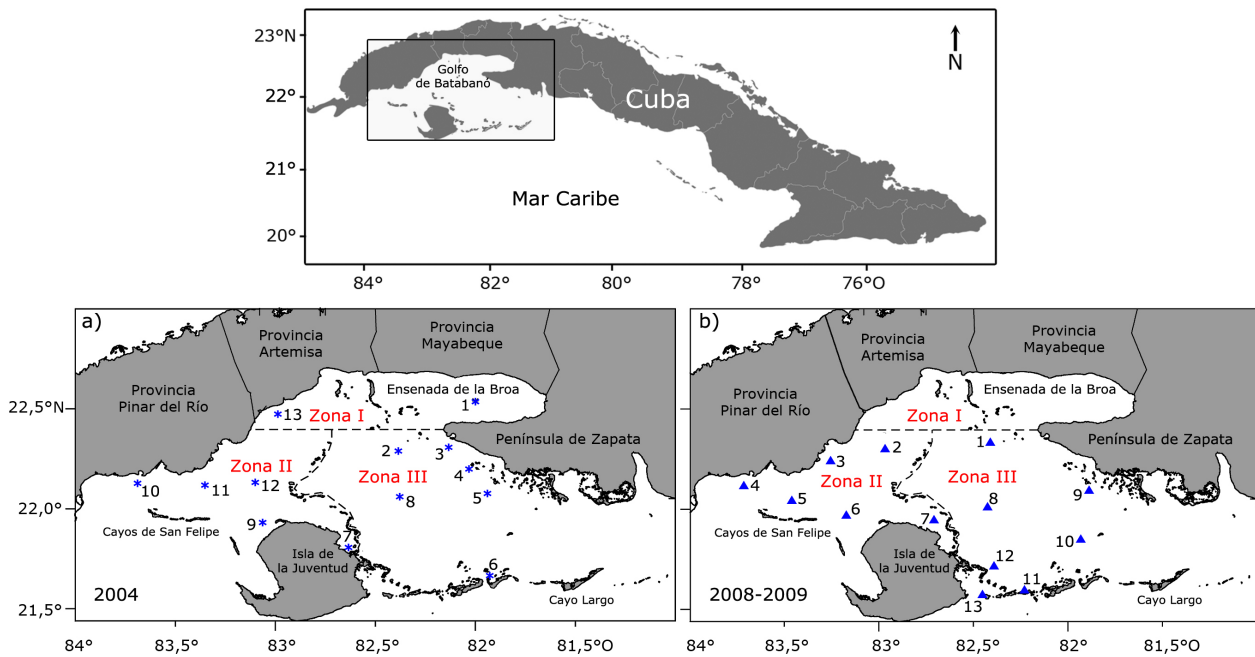 23°N
22°
21°
20°
84°
82°
80°
78°
76°O
N
Golfo
de Batabanó
Cuba
Mar Caribe
a)
Provincia
Artemisa
Provincia
Mayabeque
Provincia
Pinar del Río
Ensenada de la Broa
1
13
Zona I
Península de Zapata
2
3
Zona II
Zona III
4
10
11
12
5
8
9
Cayos de San Felipe
7
Isla de
la Juventud
6
2004
Cayo Largo
22,5°
22,0°
21,5°
84°
83,5°
83°
82,5°
82°
81,5°O
b)
Provincia
Artemisa
Provincia
Mayabeque
Provincia
Pinar del Río
Ensenada de la Broa
Zona I
Península de Zapata
1
2
3
Zona II
Zona III
4
5
6
7
8
9
Cayos de San Felipe
10
Isla de
la Juventud
12
11
13
2008-2009
Cayo Largo
84°
83,5°
83°
82,5°
82°
81,5°O